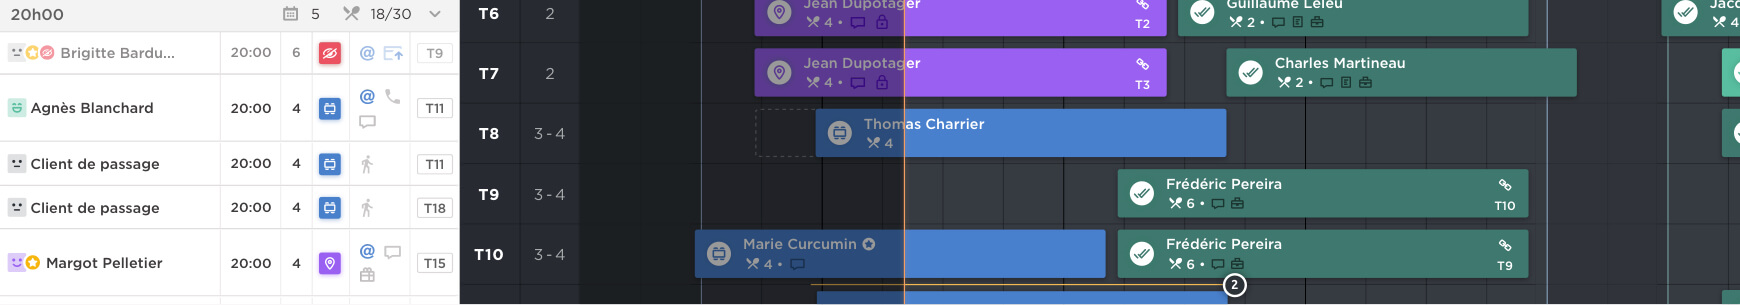 20h00 5 18/30
Brigitte Bardu... 20:00 6 @ T9
Agnès Blanchard 20:00 4 @ T11
Client de passage 20:00 4 T11
Client de passage 20:00 4 T18
Margot Pelletier 20:00 4 @ T15
T6 2
Jean Dupotager
4 • T2
Guillaume Leleu
2 •
Jacq
4
T7 2
Jean Dupotager
4 • T3
Charles Martineau
2 •
T8 3 - 4
Thomas Charrier
4
T9 3 - 4
Frédéric Pereira
6 • T10
T10 3 - 4
Marie Curcumin
4 •
Frédéric Pereira
6 • T9
2